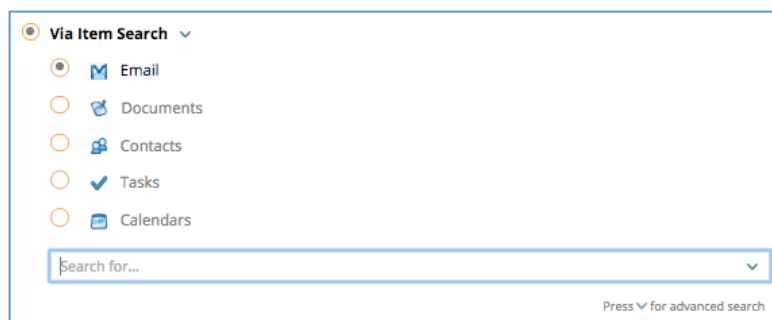 Via Item Search
Email
Documents
Contacts
Tasks
Calendars
Search for...
Press for advanced search